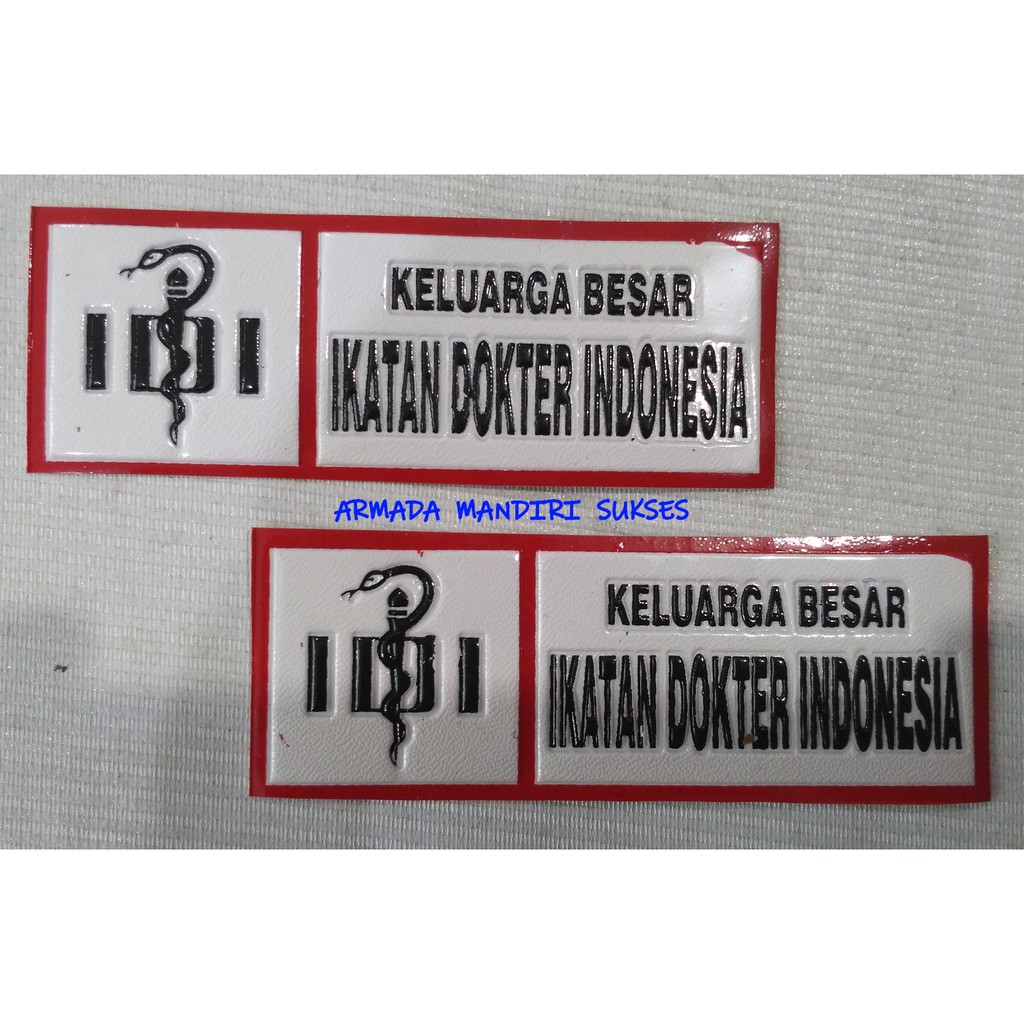 IDI
KELUARGA BESAR
IKATAN DOKTER INDONESIA
ARMADA MANDIRI SUKSES
IDI
KELUARGA BESAR
IKATAN DOKTER INDONESIA